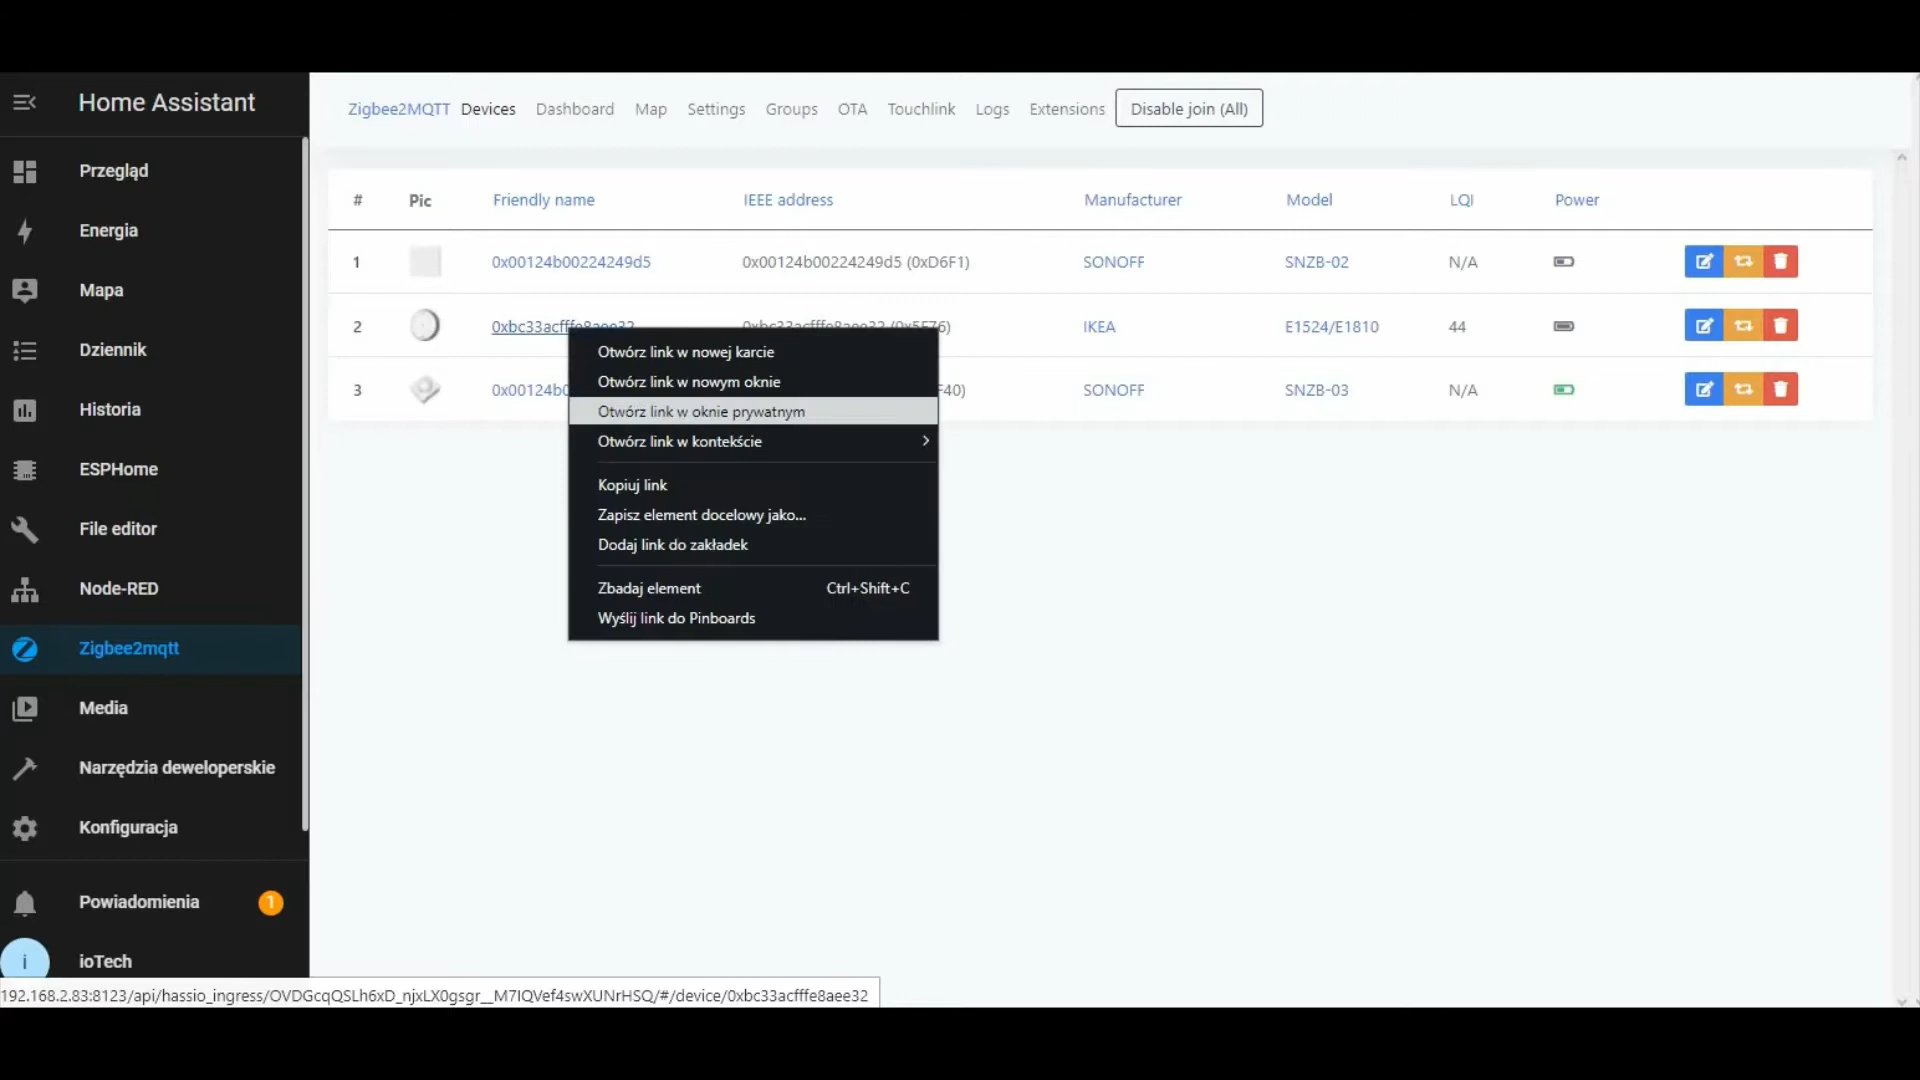 Home Assistant
Przegląd
Energia
Mapa
Dziennik
Historia
ESPHome
File editor
Node-RED
Zigbee2mqtt
Media
Narzędzia deweloperskie
Konfiguracja
Powiadomienia 1
i ioTech
Zigbee2MQTT Devices Dashboard Map Settings Groups OTA Touchlink Logs Extensions Disable join (All)
# Pic Friendly name IEEE address Manufacturer Model LQI Power
1 0x00124b00224249d5 0x00124b00224249d5 (0xD6F1) SONOFF SNZB-02 N/A
2 0xbc33acfffe8aee32 0xbc33acfffe8aee32 (0x5F76) IKEA E1524/E1810 44
3 0x00124b0 F40) SONOFF SNZB-03 N/A
Otwórz link w nowej karcie
Otwórz link w nowym oknie
Otwórz link w oknie prywatnym
Otwórz link w kontekście
Kopiuj link
Zapisz element docelowy jako...
Dodaj link do zakładek
Zbadaj element Ctrl+Shift+C
Wyślij link do Pinboards
192.168.2.83:8123/api/hassio_ingress/OVDGcqQSLh6xD_njxLX0gsgr__M7IQVef4swXUNrHSQ/#/device/0xbc33acfffe8aee32